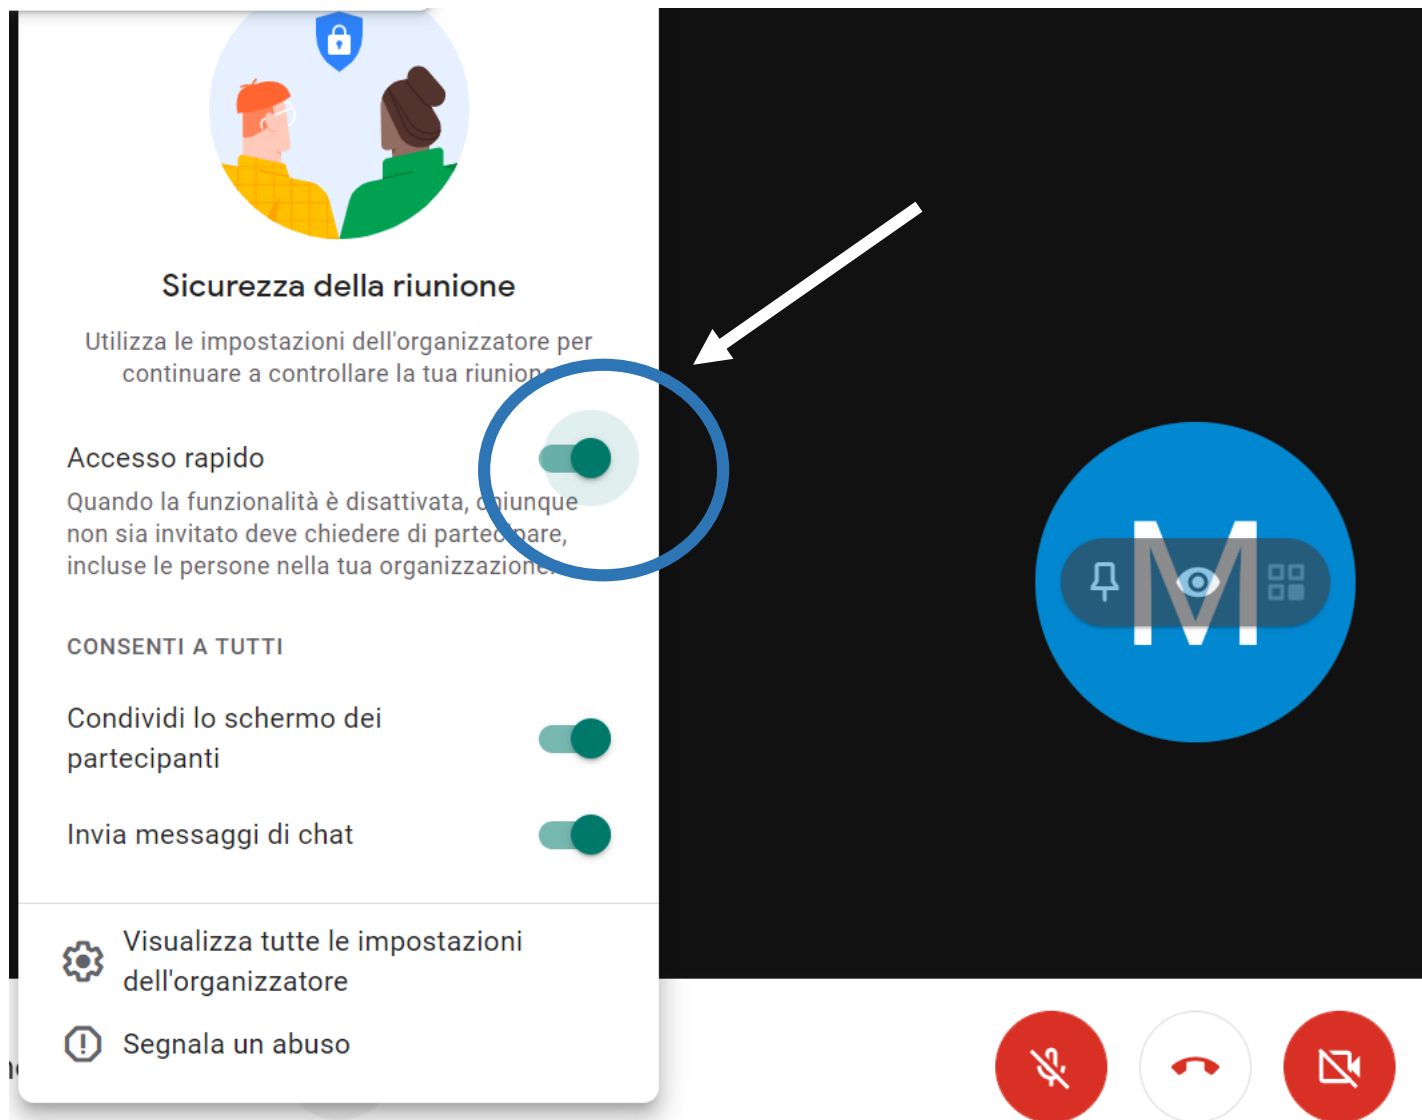 Sicurezza della riunione
Utilizza le impostazioni dell'organizzatore per
continuare a controllare la tua riunione
Accesso rapido
Quando la funzionalità è disattivata, chiunque
non sia invitato deve chiedere di partecipare,
incluse le persone nella tua organizzazione.
CONSENTI A TUTTI
Condividi lo schermo dei
partecipanti
Invia messaggi di chat
Visualizza tutte le impostazioni
dell'organizzatore
Segnala un abuso
M